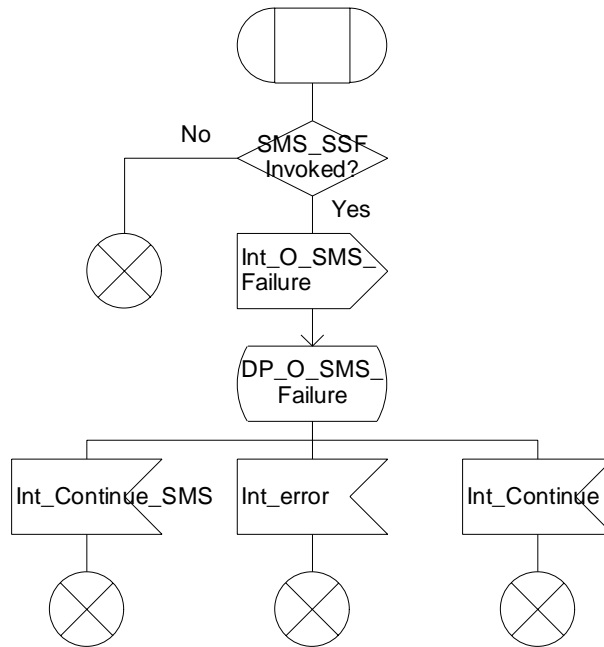 No
SMS_SSF
Invoked?
Yes
Int_O_SMS_
Failure
DP_O_SMS_
Failure
Int_Continue_SMS
Int_error
Int_Continue